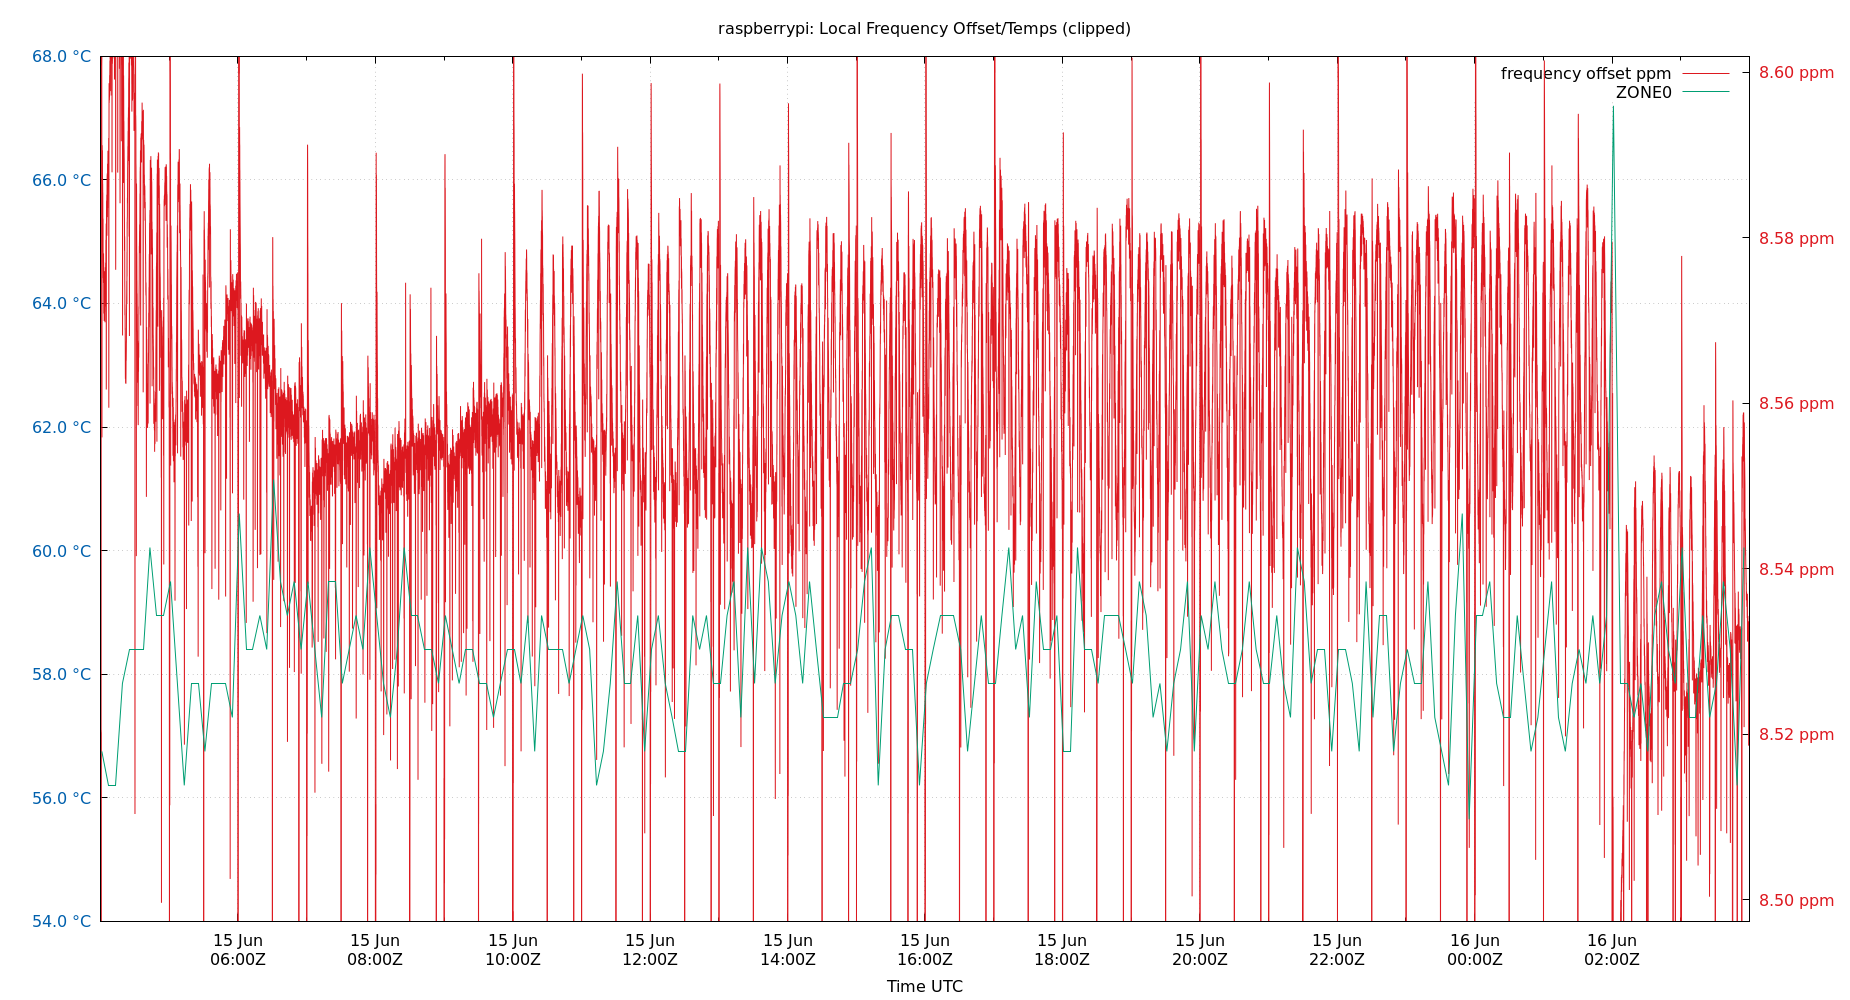 raspberrypi: Local Frequency Offset/Temps (clipped)
68.0 °C
66.0 °C
64.0 °C
62.0 °C
60.0 °C
58.0 °C
56.0 °C
54.0 °C
frequency offset ppm
ZONE0
8.60 ppm
8.58 ppm
8.56 ppm
8.54 ppm
8.52 ppm
8.50 ppm
15 Jun
06:00Z
15 Jun
08:00Z
15 Jun
10:00Z
15 Jun
12:00Z
15 Jun
14:00Z
15 Jun
16:00Z
15 Jun
18:00Z
15 Jun
20:00Z
15 Jun
22:00Z
16 Jun
00:00Z
16 Jun
02:00Z
Time UTC